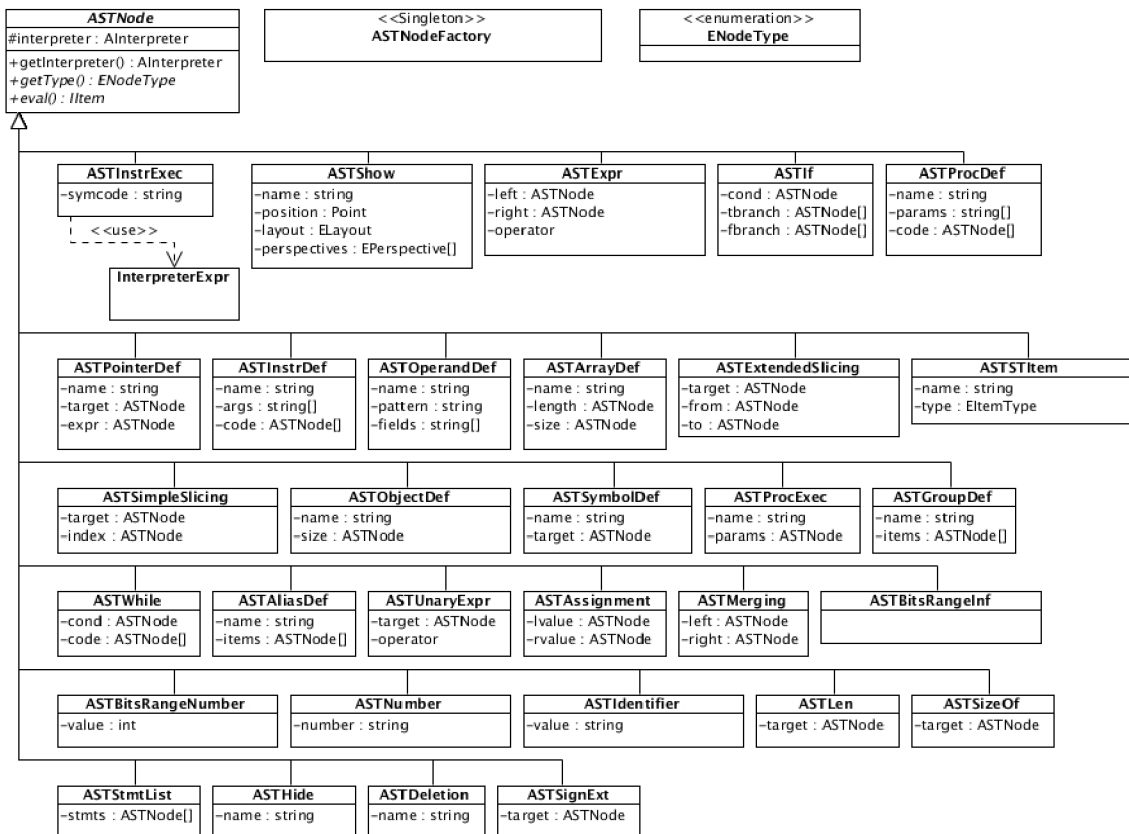 ASTNode
#interpreter : AInterpreter
+getInterpreter() : AInterpreter
+getType() : ENodeType
+eval() : IItem
<<Singleton>>
ASTNodeFactory
<<enumeration>>
ENodeType
ASTInstrExec
-symcode : string
<<use>>
InterpreterExpr
ASTShow
-name : string
-position : Point
-layout : ELayout
-perspectives : EPerspective[]
ASTExpr
-left : ASTNode
-right : ASTNode
-operator
ASTIf
-cond : ASTNode
-tbranch : ASTNode[]
-fbranch : ASTNode[]
ASTProcDef
-name : string
-params : string[]
-code : ASTNode[]
ASTPointerDef
-name : string
-target : ASTNode
-expr : ASTNode
ASTInstrDef
-name : string
-args : string[]
-code : ASTNode[]
ASTOperandDef
-name : string
-pattern : string
-fields : string[]
ASTArrayDef
-name : string
-length : ASTNode
-size : ASTNode
ASTExtendedSlicing
-target : ASTNode
-from : ASTNode
-to : ASTNode
ASTSTItem
-name : string
-type : EItemType
ASTSimpleSlicing
-target : ASTNode
-index : ASTNode
ASTObjectDef
-name : string
-size : ASTNode
ASTSymbolDef
-name : string
-target : ASTNode
ASTProcExec
-name : string
-params : ASTNode
ASTGroupDef
-name : string
-items : ASTNode[]
ASTWhile
-cond : ASTNode
-code : ASTNode[]
ASTAliasDef
-name : string
-items : ASTNode[]
ASTUnaryExpr
-target : ASTNode
-operator
ASTAssignment
-lvalue : ASTNode
-rvalue : ASTNode
ASTMerging
-left : ASTNode
-right : ASTNode
ASTBitsRangeInf
ASTBitsRangeNumber
-value : int
ASTNumber
-number : string
ASTIdentifier
-value : string
ASTLen
-target : ASTNode
ASTSizeOf
-target : ASTNode
ASTStmtList
-stmts : ASTNode[]
ASTHide
-name : string
ASTDeletion
-name : string
ASTSignExt
-target : ASTNode